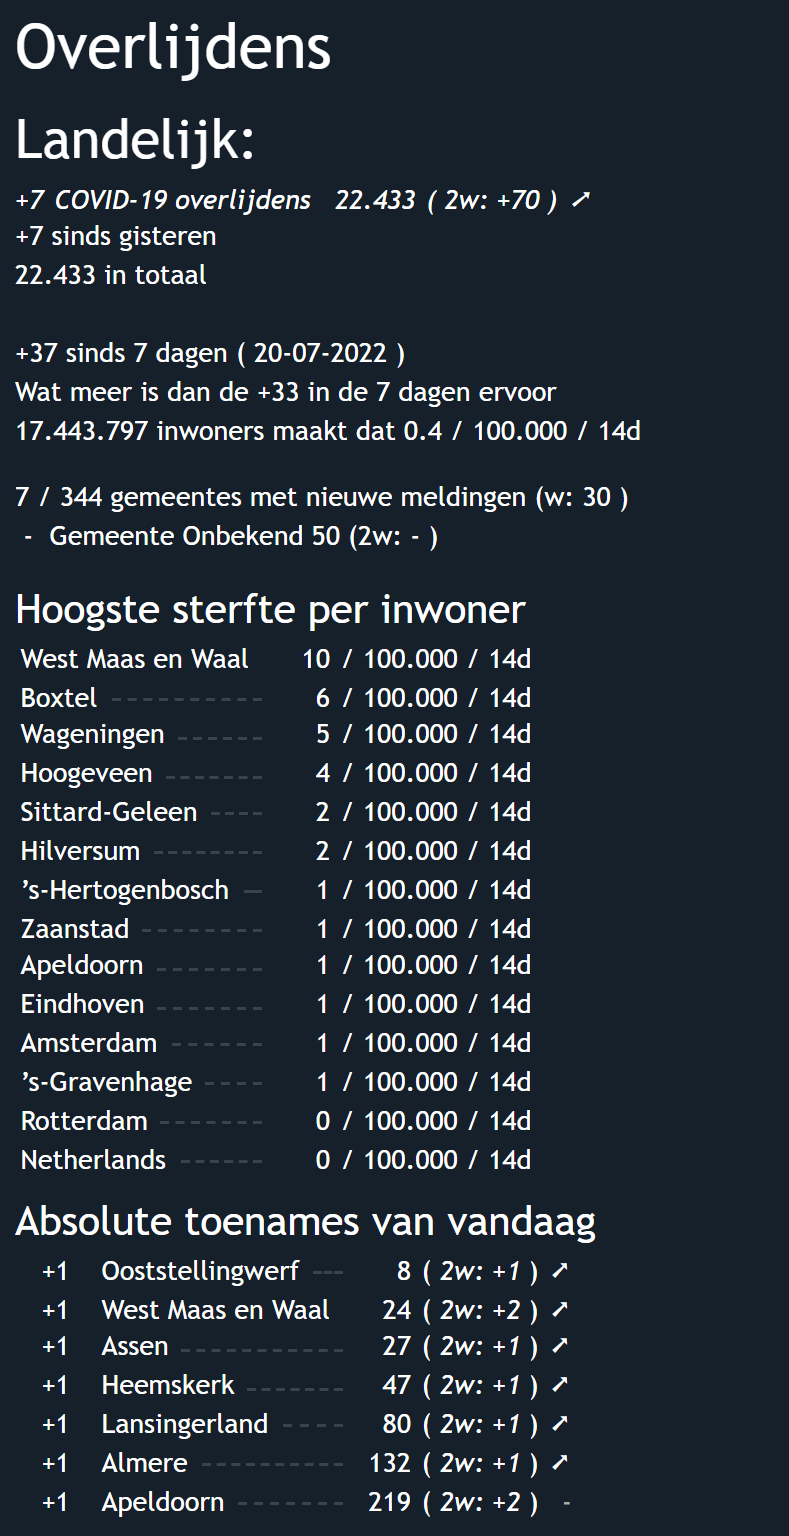 Overlijdens
Landelijk:
+7 COVID-19 overlijdens 22.433 ( 2w: +70 ) ➚
+7 sinds gisteren
22.433 in totaal
+37 sinds 7 dagen ( 20-07-2022 )
Wat meer is dan de +33 in de 7 dagen ervoor
17.443.797 inwoners maakt dat 0.4 / 100.000 / 14d
7 / 344 gemeentes met nieuwe meldingen (w: 30 )
- Gemeente Onbekend 50 (2w: - )
Hoogste sterfte per inwoner
West Maas en Waal 10 / 100.000 / 14d
Boxtel ---------- 6 / 100.000 / 14d
Wageningen ------ 5 / 100.000 / 14d
Hoogeveen ------- 4 / 100.000 / 14d
Sittard-Geleen ---- 2 / 100.000 / 14d
Hilversum -------- 2 / 100.000 / 14d
’s-Hertogenbosch — 1 / 100.000 / 14d
Zaanstad -------- 1 / 100.000 / 14d
Apeldoorn ------- 1 / 100.000 / 14d
Eindhoven ------- 1 / 100.000 / 14d
Amsterdam ------ 1 / 100.000 / 14d
’s-Gravenhage ---- 1 / 100.000 / 14d
Rotterdam ------- 0 / 100.000 / 14d
Netherlands ------ 0 / 100.000 / 14d
Absolute toenames van vandaag
+1 Ooststellingwerf --- 8 ( 2w: +1 ) ➚
+1 West Maas en Waal 24 ( 2w: +2 ) ➚
+1 Assen ----------- 27 ( 2w: +1 ) ➚
+1 Heemskerk ------- 47 ( 2w: +1 ) ➚
+1 Lansingerland ---- 80 ( 2w: +1 ) ➚
+1 Almere ---------- 132 ( 2w: +1 ) ➚
+1 Apeldoorn ------- 219 ( 2w: +2 ) -